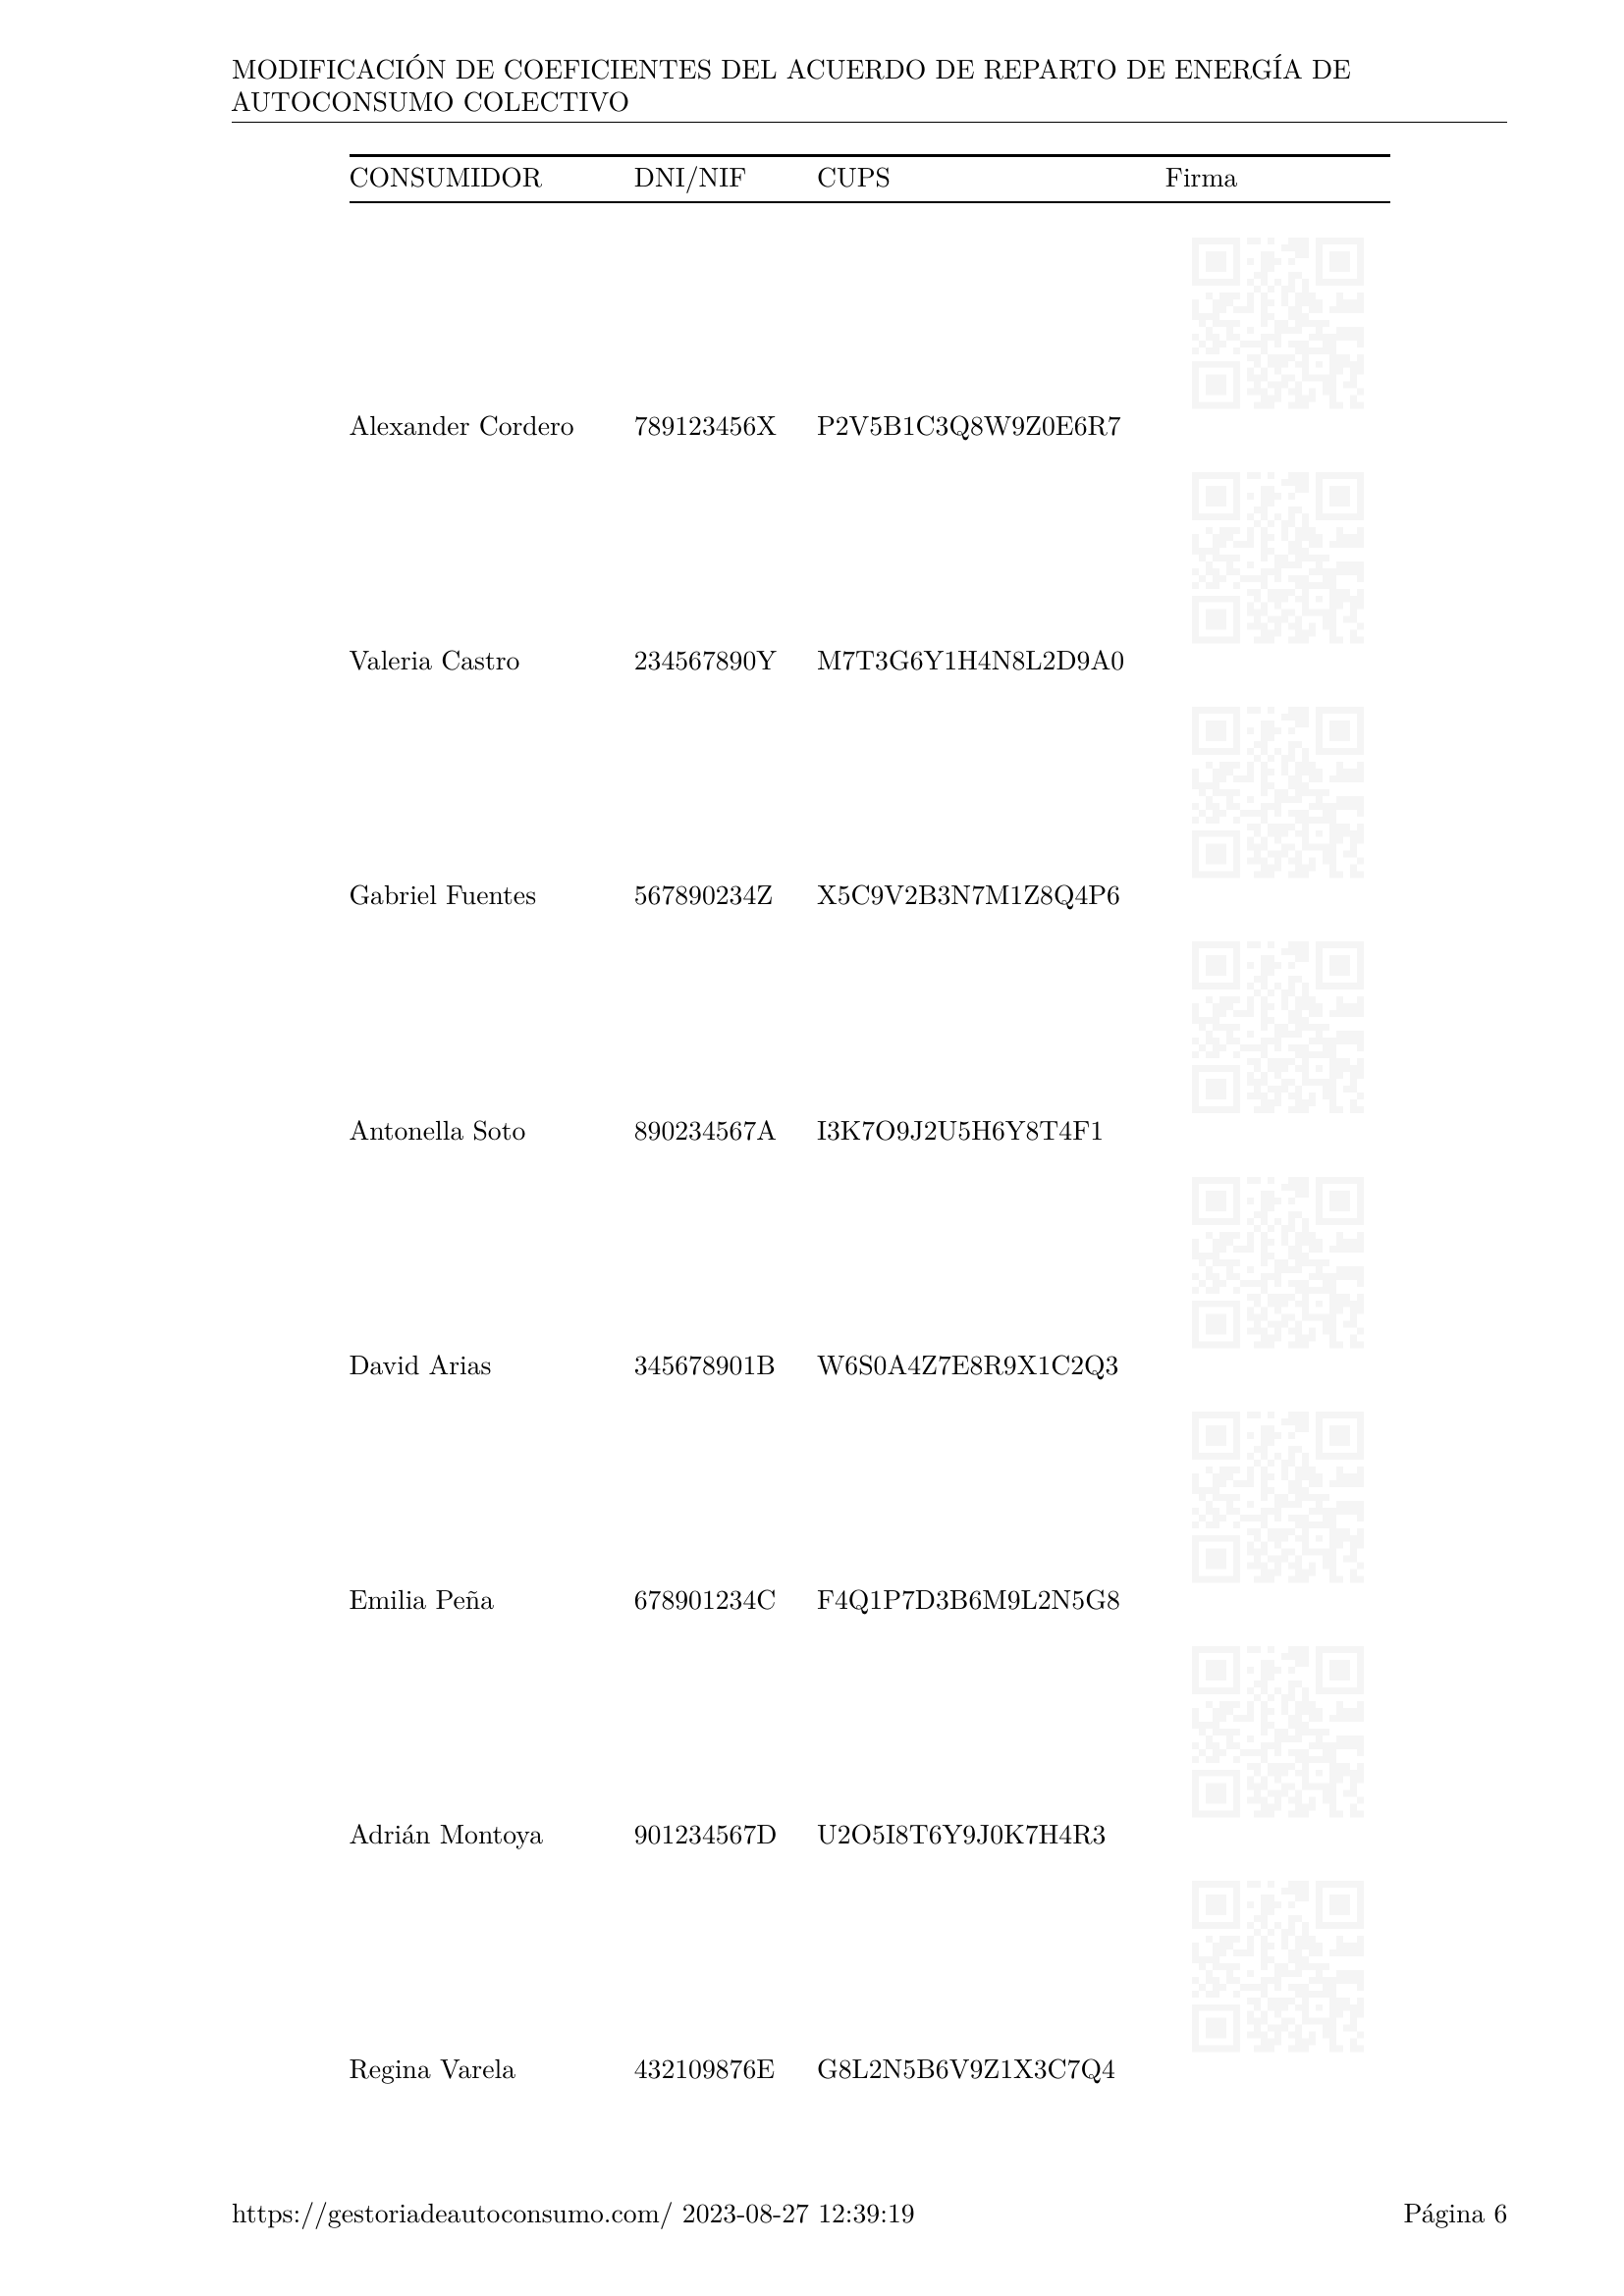 MODIFICACIÓN DE COEFICIENTES DEL ACUERDO DE REPARTO DE ENERGÍA DE
AUTOCONSUMO COLECTIVO
CONSUMIDOR DNI/NIF CUPS Firma
Alexander Cordero 789123456X P2V5B1C3Q8W9Z0E6R7
Valeria Castro 234567890Y M7T3G6Y1H4N8L2D9A0
Gabriel Fuentes 567890234Z X5C9V2B3N7M1Z8Q4P6
Antonella Soto 890234567A I3K7O9J2U5H6Y8T4F1
David Arias 345678901B W6S0A4Z7E8R9X1C2Q3
Emilia Peña 678901234C F4Q1P7D3B6M9L2N5G8
Adrián Montoya 901234567D U2O5I8T6Y9J0K7H4R3
Regina Varela 432109876E G8L2N5B6V9Z1X3C7Q4
https://gestoriadeautoconsumo.com/ 2023-08-27 12:39:19 Página 6